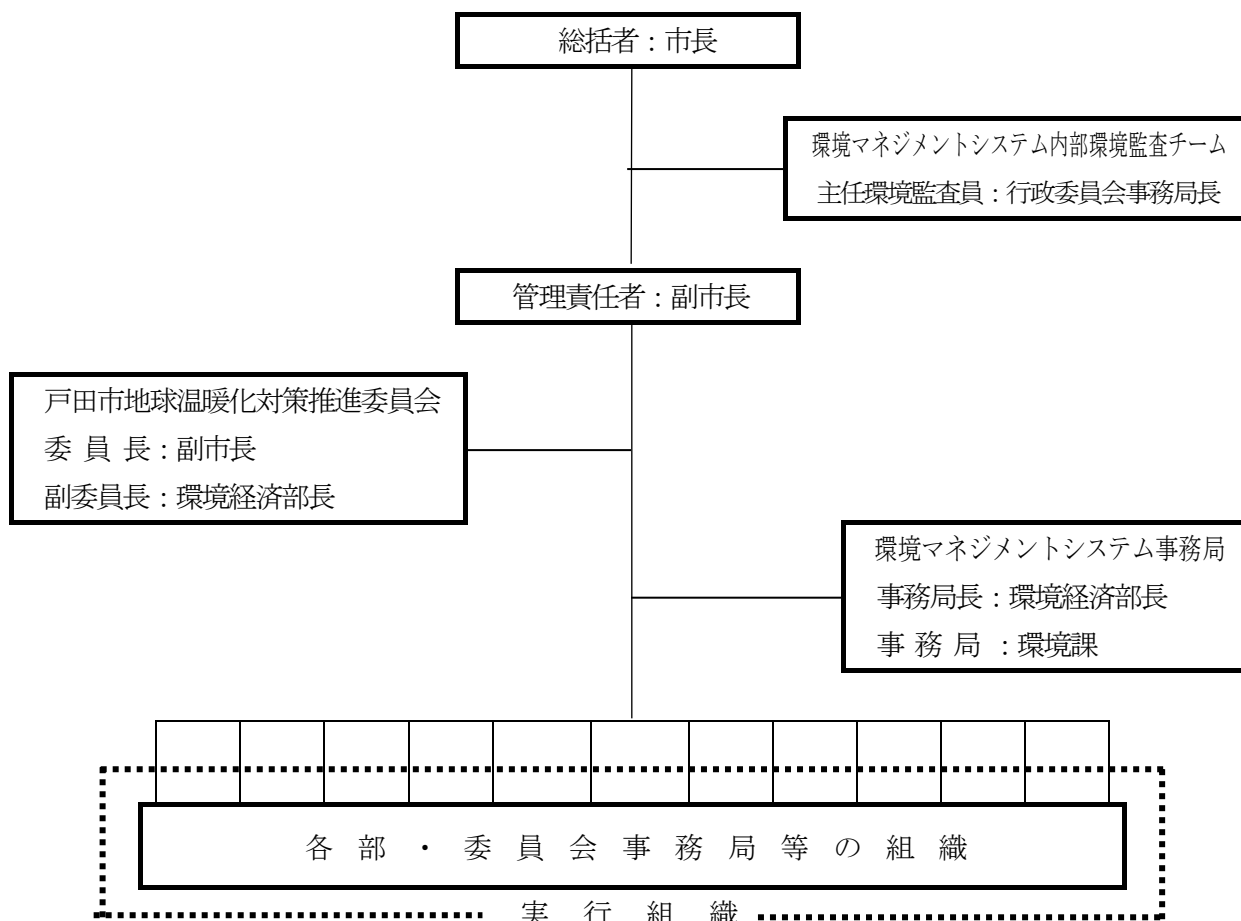 総括者：市長
環境マネジメントシステム内部環境監査チーム
主任環境監査員：行政委員会事務局長
管理責任者：副市長
戸田市地球温暖化対策推進委員会
委 員 長：副市長
副委員長：環境経済部長
環境マネジメントシステム事務局
事務局長：環境経済部長
事 務 局 ：環境課
各 部 ・ 委 員 会 事 務 局 等 の 組 織
実 行 組 織